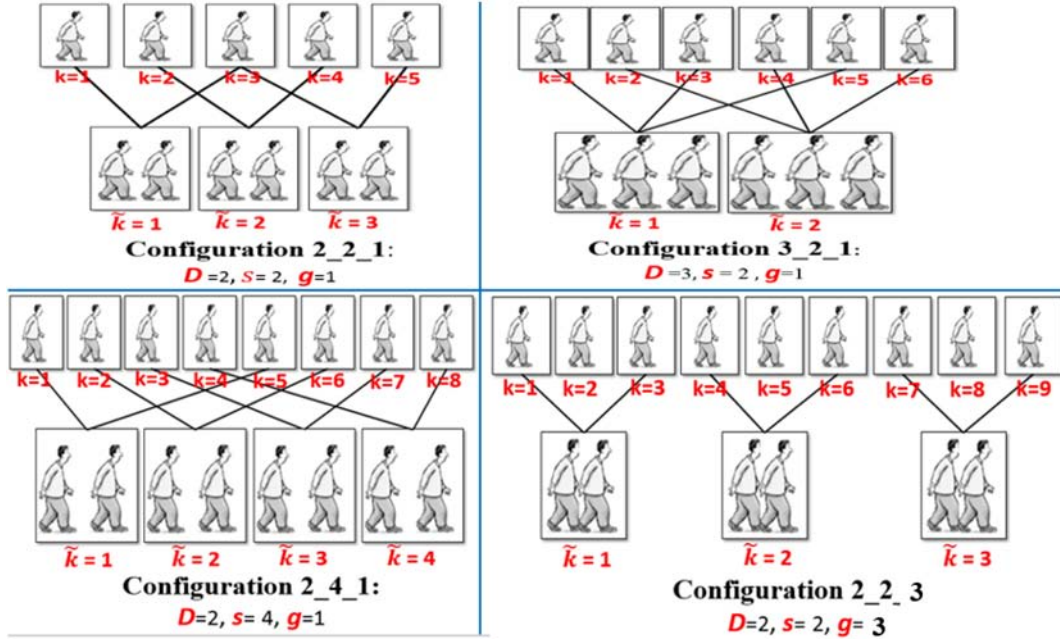 k=1 k=2 k=3 k=4 k=5
k̃ = 1 k̃ = 2 k̃ = 3
Configuration 2_2_1:
D =2, S= 2, g=1
k=1 k=2 k=3 k=4 k=5 k=6
k̃ = 1 k̃ = 2
Configuration 3_2_1:
D =3, s = 2 , g=1
k=1 k=2 k=3 k=4 k=5 k=6 k=7 k=8
k̃ = 1 k̃ = 2 k̃ = 3 k̃ = 4
Configuration 2_4_1:
D=2, s= 4, g=1
k=1 k=2 k=3 k=4 k=5 k=6 k=7 k=8 k=9
k̃ = 1 k̃ = 2 k̃ = 3
Configuration 2_2_3
D=2, s= 2, g= 3